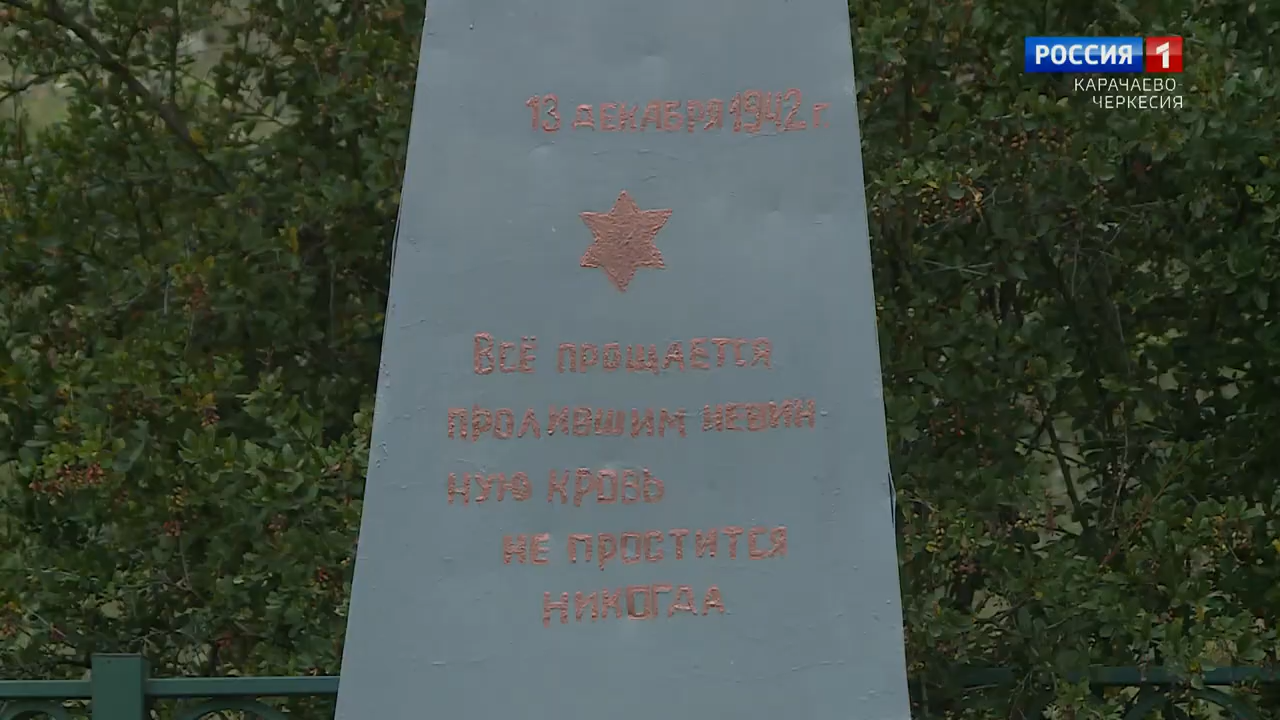 РОССИЯ 1
КАРАЧАЕВО-
ЧЕРКЕСИЯ
13 ДЕКАБРЯ 1942 г.
ВСЁ ПРОЩАЕТСЯ
ПРОЛИВШИМ НЕВИН
НУЮ КРОВЬ
НЕ ПРОСТИТСЯ
НИКОГДА